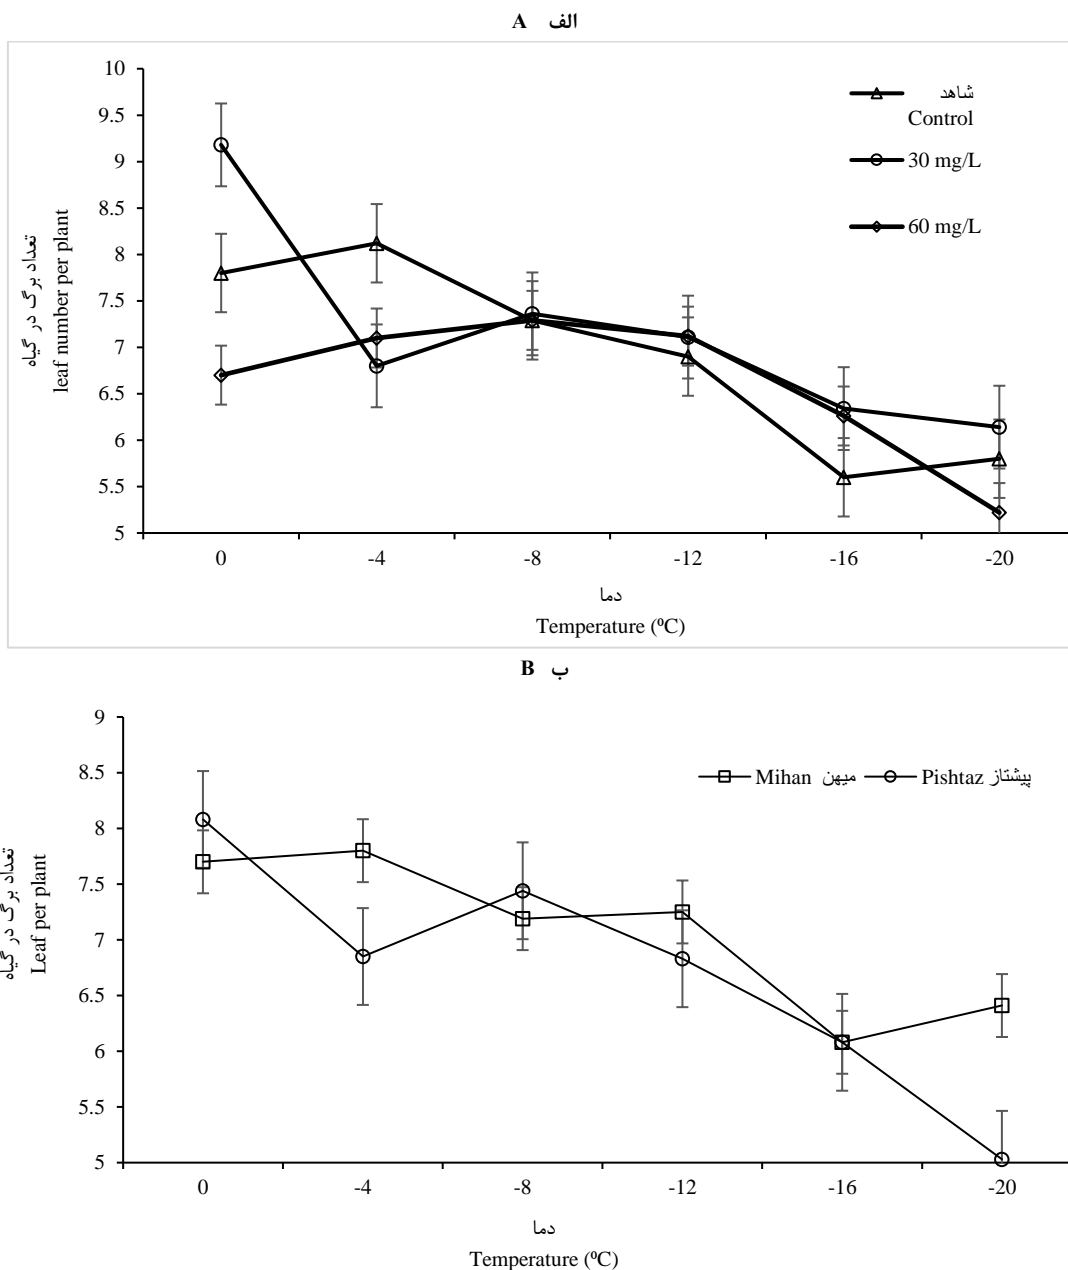 الف A
10
9.5
9
8.5
8
7.5
7
6.5
6
5.5
5
تعداد برگ در گیاه
leaf number per plant
شاهد
Control
30 mg/L
60 mg/L
0 -4 -8 -12 -16 -20
دما
Temperature (⁰C)
ب B
9
8.5
8
7.5
7
6.5
6
5.5
5
تعداد برگ در گیاه
Leaf per plant
Mihan میهن Pishtaz پیشتاز
0 -4 -8 -12 -16 -20
دما
Temperature (⁰C)